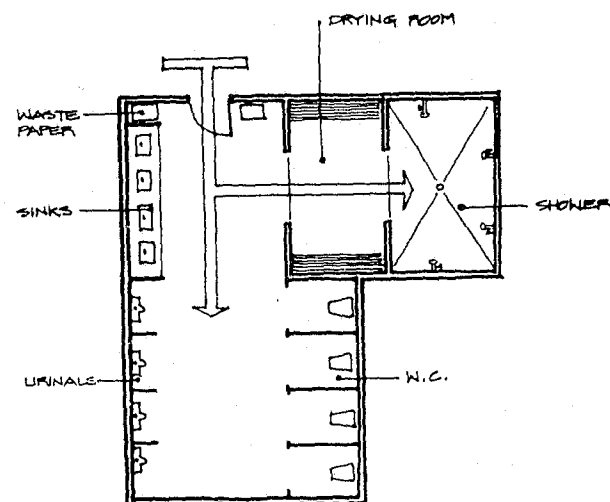 DRYING ROOM
WASTE
PAPER
SINKS
SHOWER
URINALS
W.C.